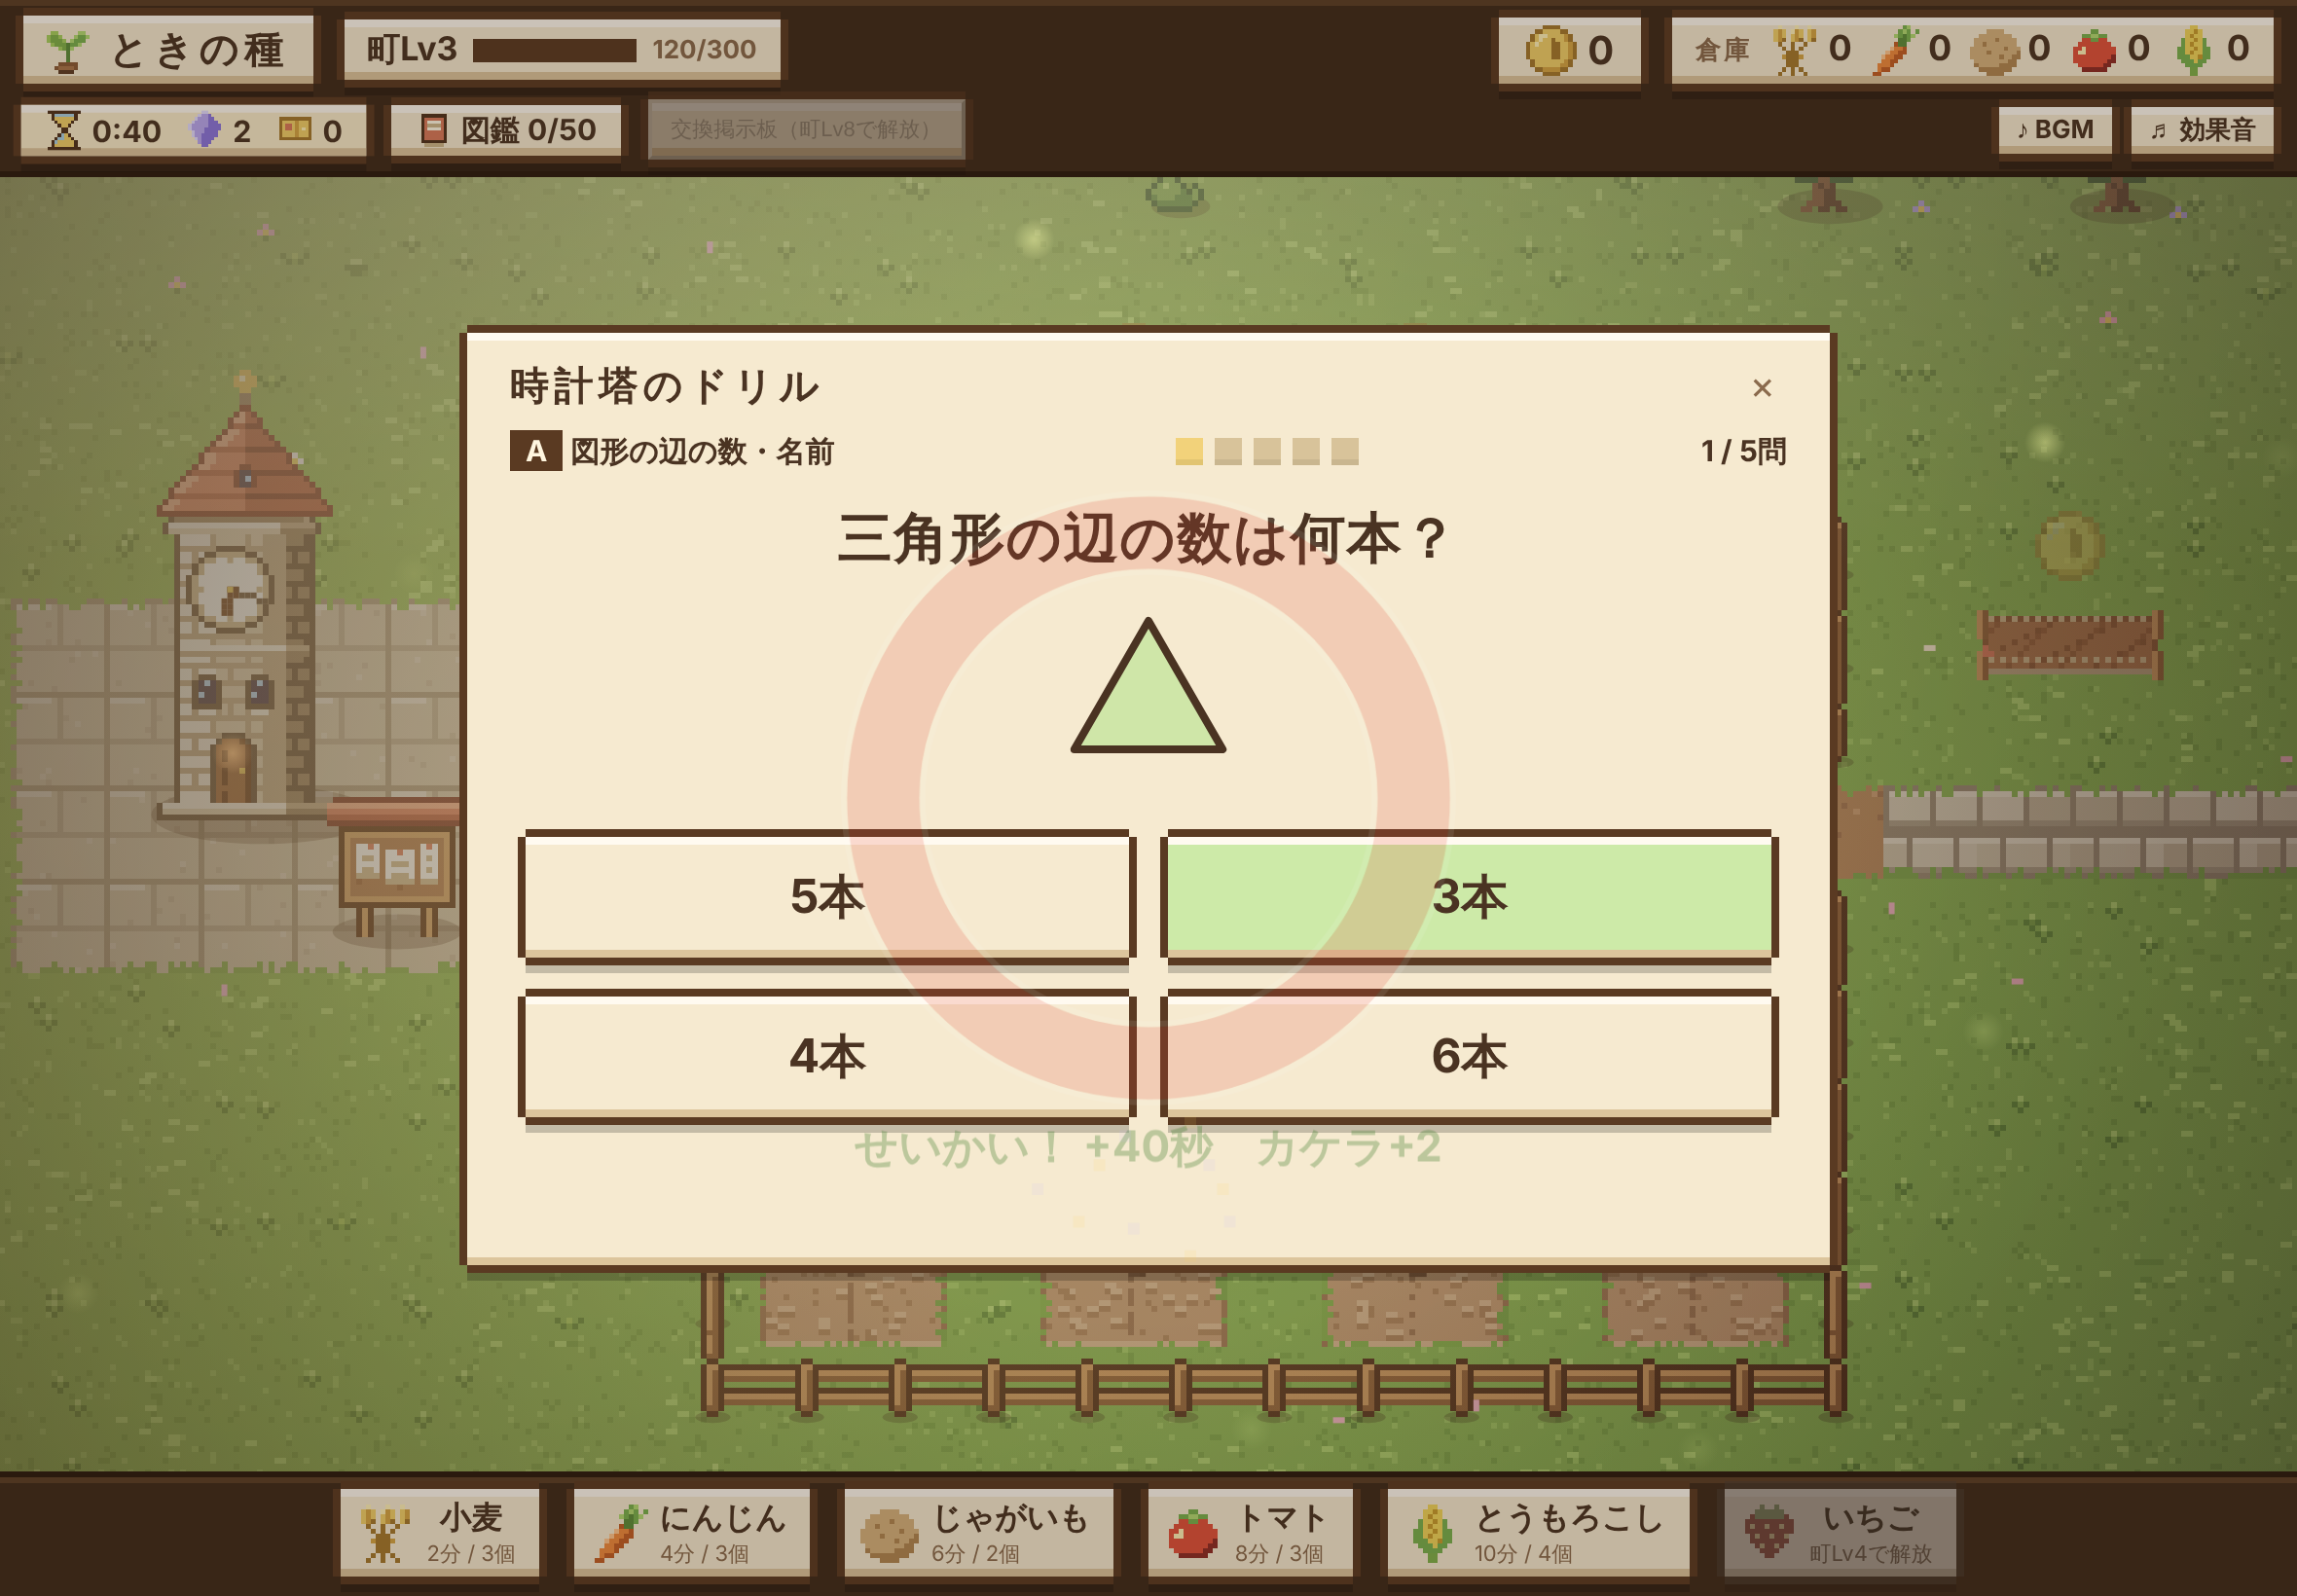 ときの種
町Lv3 120/300
0
倉庫 0 0 0 0 0
0:40 2 0
図鑑 0/50
交換掲示板（町Lv8で解放）
♪ BGM
♬ 効果音
時計塔のドリル
×
A 図形の辺の数・名前
1 / 5問
三角形の辺の数は何本？
5本
3本
4本
6本
せいかい！ +40秒 カケラ+2
小麦
2分 / 3個
にんじん
4分 / 3個
じゃがいも
6分 / 2個
トマト
8分 / 3個
とうもろこし
10分 / 4個
いちご
町Lv4で解放